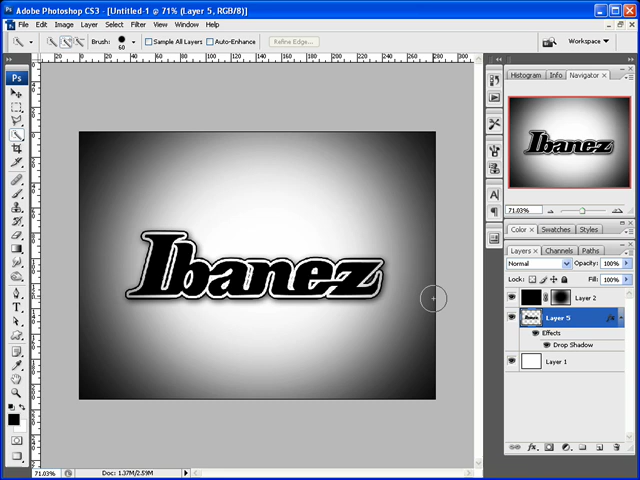 Adobe Photoshop CS3 - [Untitled-1 @ 71% (Layer 5, RGB/8)]
File Edit Image Layer Select Filter View Window Help
Brush: 60 Sample All Layers Auto-Enhance Refine Edge... Workspace
Ps
Histogram Info Navigator
Ibanez
71.03%
Color Swatches Styles
Layers Channels Paths
Normal Opacity: 100%
Lock: Fill: 100%
Layer 2
Layer 5 fx
Effects
Drop Shadow
Layer 1
Ibanez
71.03% Doc: 1.37M/2.59M